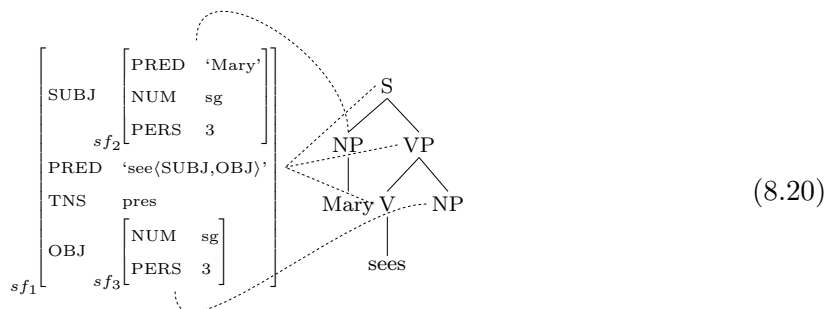 PRED ‘Mary’
SUBJ NUM sg
sf2 PERS 3
PRED ‘see⟨SUBJ,OBJ⟩’
TNS pres
OBJ NUM sg
sf1 sf3 PERS 3
S
NP VP
Mary V NP
sees
(8.20)